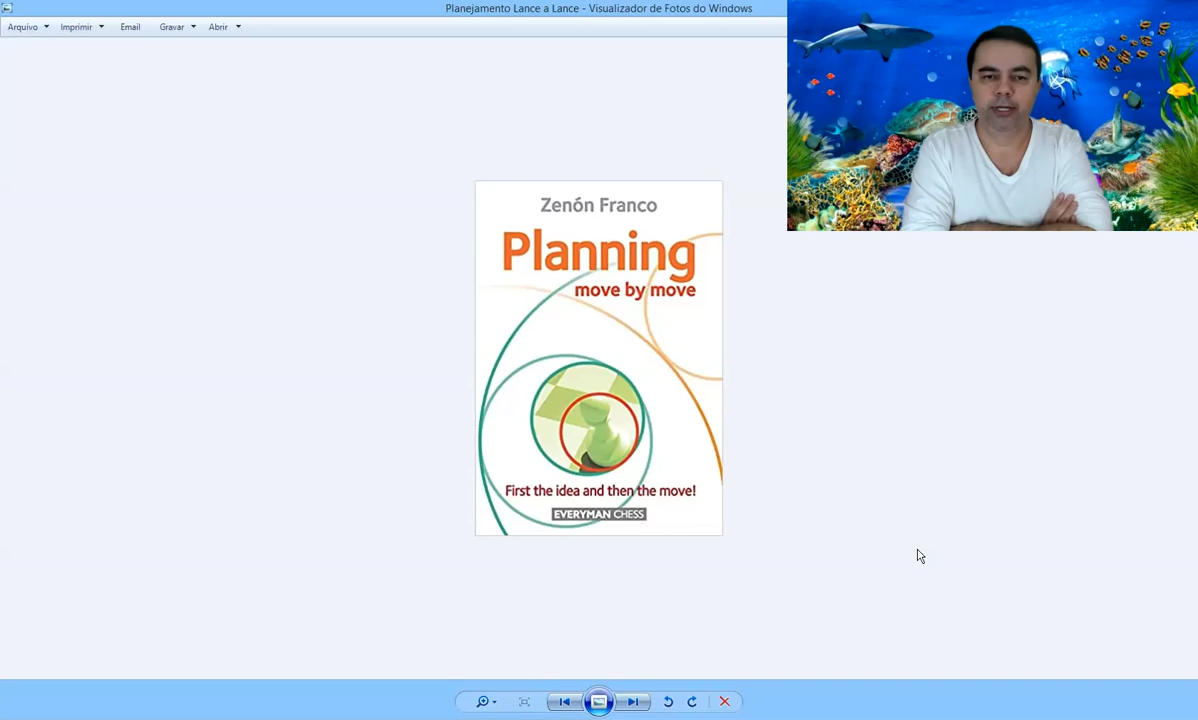 Planejamento Lance a Lance - Visualizador de Fotos do Windows
Arquivo Imprimir Email Gravar Abrir
Zenón Franco
Planning
move by move
First the idea and then the move!
EVERYMAN CHESS